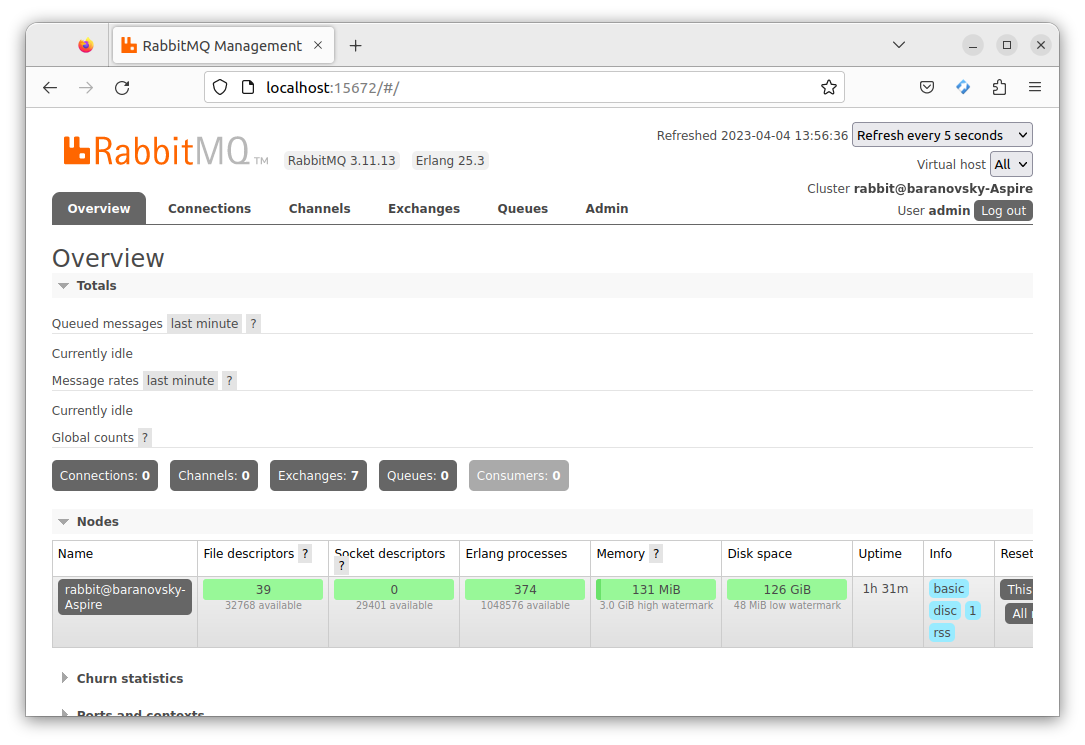 RabbitMQ Management
localhost:15672/#/
Refreshed 2023-04-04 13:56:36 Refresh every 5 seconds
RabbitMQ TM RabbitMQ 3.11.13 Erlang 25.3
Virtual host All
Cluster rabbit@baranovsky-Aspire
User admin Log out
Overview Connections Channels Exchanges Queues Admin
Overview
Totals
Queued messages last minute ?
Currently idle
Message rates last minute ?
Currently idle
Global counts ?
Connections: 0 Channels: 0 Exchanges: 7 Queues: 0 Consumers: 0
Nodes
Name File descriptors ? Socket descriptors ? Erlang processes Memory ? Disk space Uptime Info Reset
rabbit@baranovsky-Aspire 39 0 374 131 MiB 126 GiB 1h 31m basic This
32768 available 29401 available 1048576 available 3.0 GiB high watermark 48 MiB low watermark
disc 1 All
rss
Churn statistics
Ports and contexts